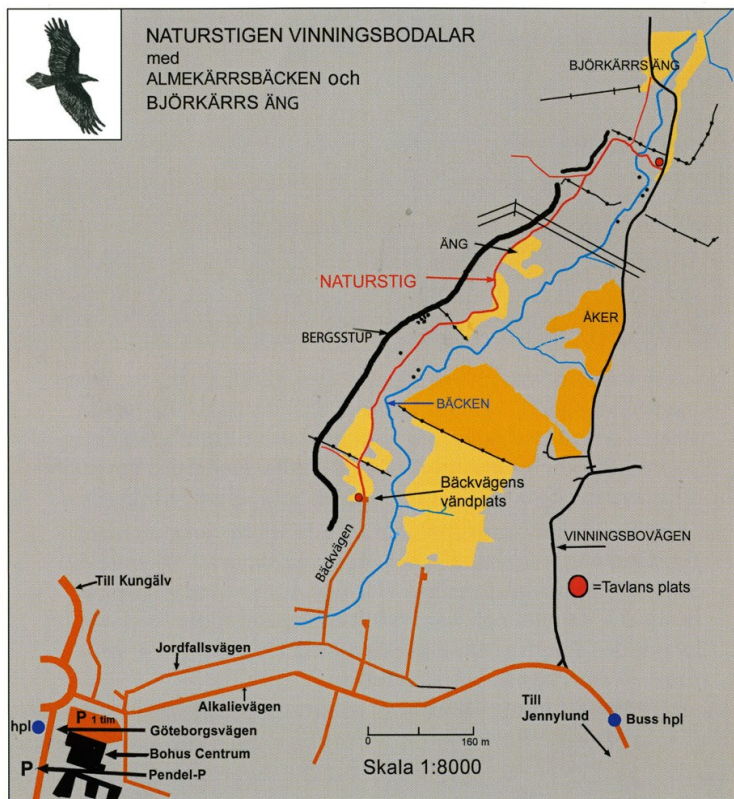 NATURSTIGEN VINNINGSBODALAR
med
ALMEKÄRRSBÄCKEN och
BJÖRKÄRRS ÄNG
BJÖRKÄRRS ÄNG
ÄNG
NATURSTIG
ÅKER
BERGSSTUP
BÄCKEN
Bäckvägens
vändplats
VINNINGSBOVÄGEN
Bäckvägen
=Tavlans plats
Till Kungälv
Jordfallsvägen
Alkalievägen
Till
Jennylund
P 1 tim
hpl
Göteborgsvägen
Buss hpl
Bohus Centrum
P
Pendel-P
0 160 m
Skala 1:8000